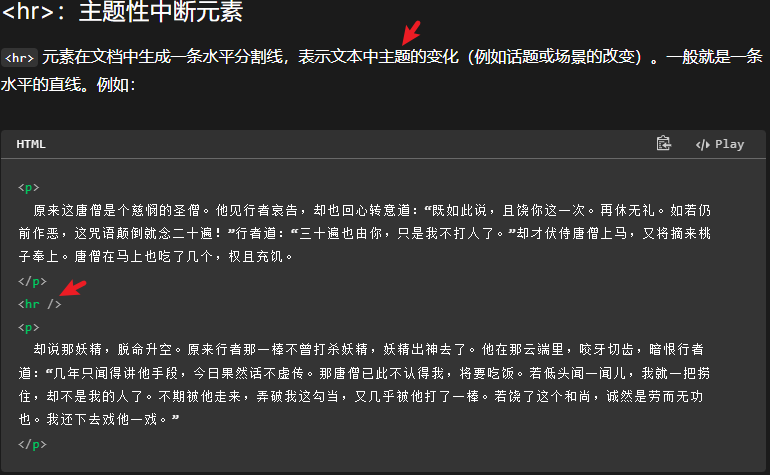 <hr>：主题性中断元素
<hr> 元素在文档中生成一条水平分割线，表示文本中主题的变化（例如话题或场景的改变）。一般就是一条
水平的直线。例如：
HTML
</> Play
<p>
原来这唐僧是个慈悯的圣僧。他见行者哀告，却也回心转意道：“既如此说，且饶你这一次。再休无礼。如若仍
前作恶，这咒语颠倒就念二十遍！”行者道：“三十遍也由你，只是我不打人了。”却才伏侍唐僧上马，又将摘来桃
子奉上。唐僧在马上也吃了几个，权且充饥。
</p>
<hr />
<p>
却说那妖精，脱命升空。原来行者那一棒不曾打杀妖精，妖精出神去了。他在那云端里，咬牙切齿，暗恨行者
道：“几年只闻得讲他手段，今日果然话不虚传。那唐僧已此不认得我，将要吃饭。若低头闻一闻儿，我就一把捞
住，却不是我的人了。不期被他走来，弄破我这勾当，又几乎被他打了一棒。若饶了这个和尚，诚然是劳而无功
也。我还下去戏他一戏。”
</p>